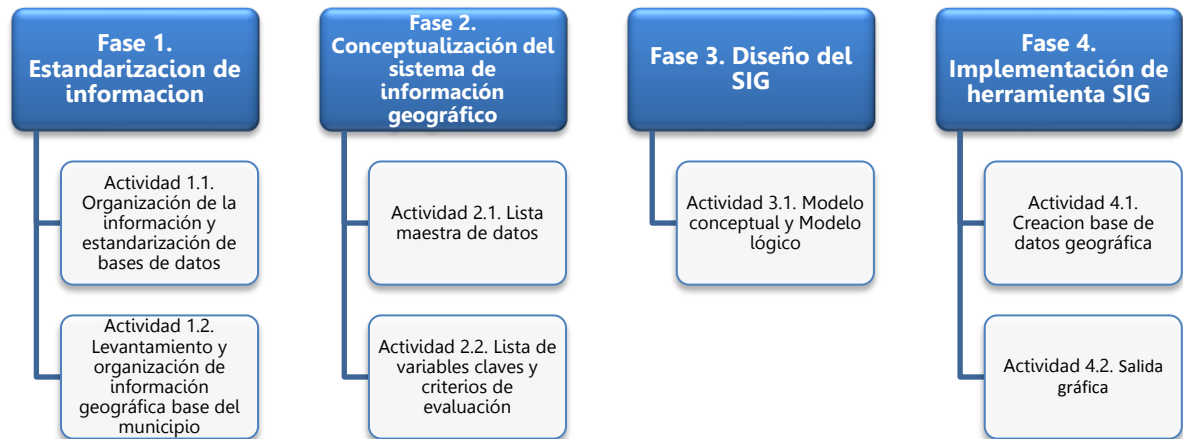 Fase 1.
Estandarizacion de
informacion
Actividad 1.1.
Organización de la
información y
estandarización de
bases de datos
Actividad 1.2.
Levantamiento y
organización de
información
geográfica base del
municipio
Fase 2.
Conceptualización del
sistema de
información
geográfico
Actividad 2.1. Lista
maestra de datos
Actividad 2.2. Lista de
variables claves y
criterios de
evaluación
Fase 3. Diseño del
SIG
Actividad 3.1. Modelo
conceptual y Modelo
lógico
Fase 4.
Implementación de
herramienta SIG
Actividad 4.1.
Creacion base de
datos geográfica
Actividad 4.2. Salida
gráfica